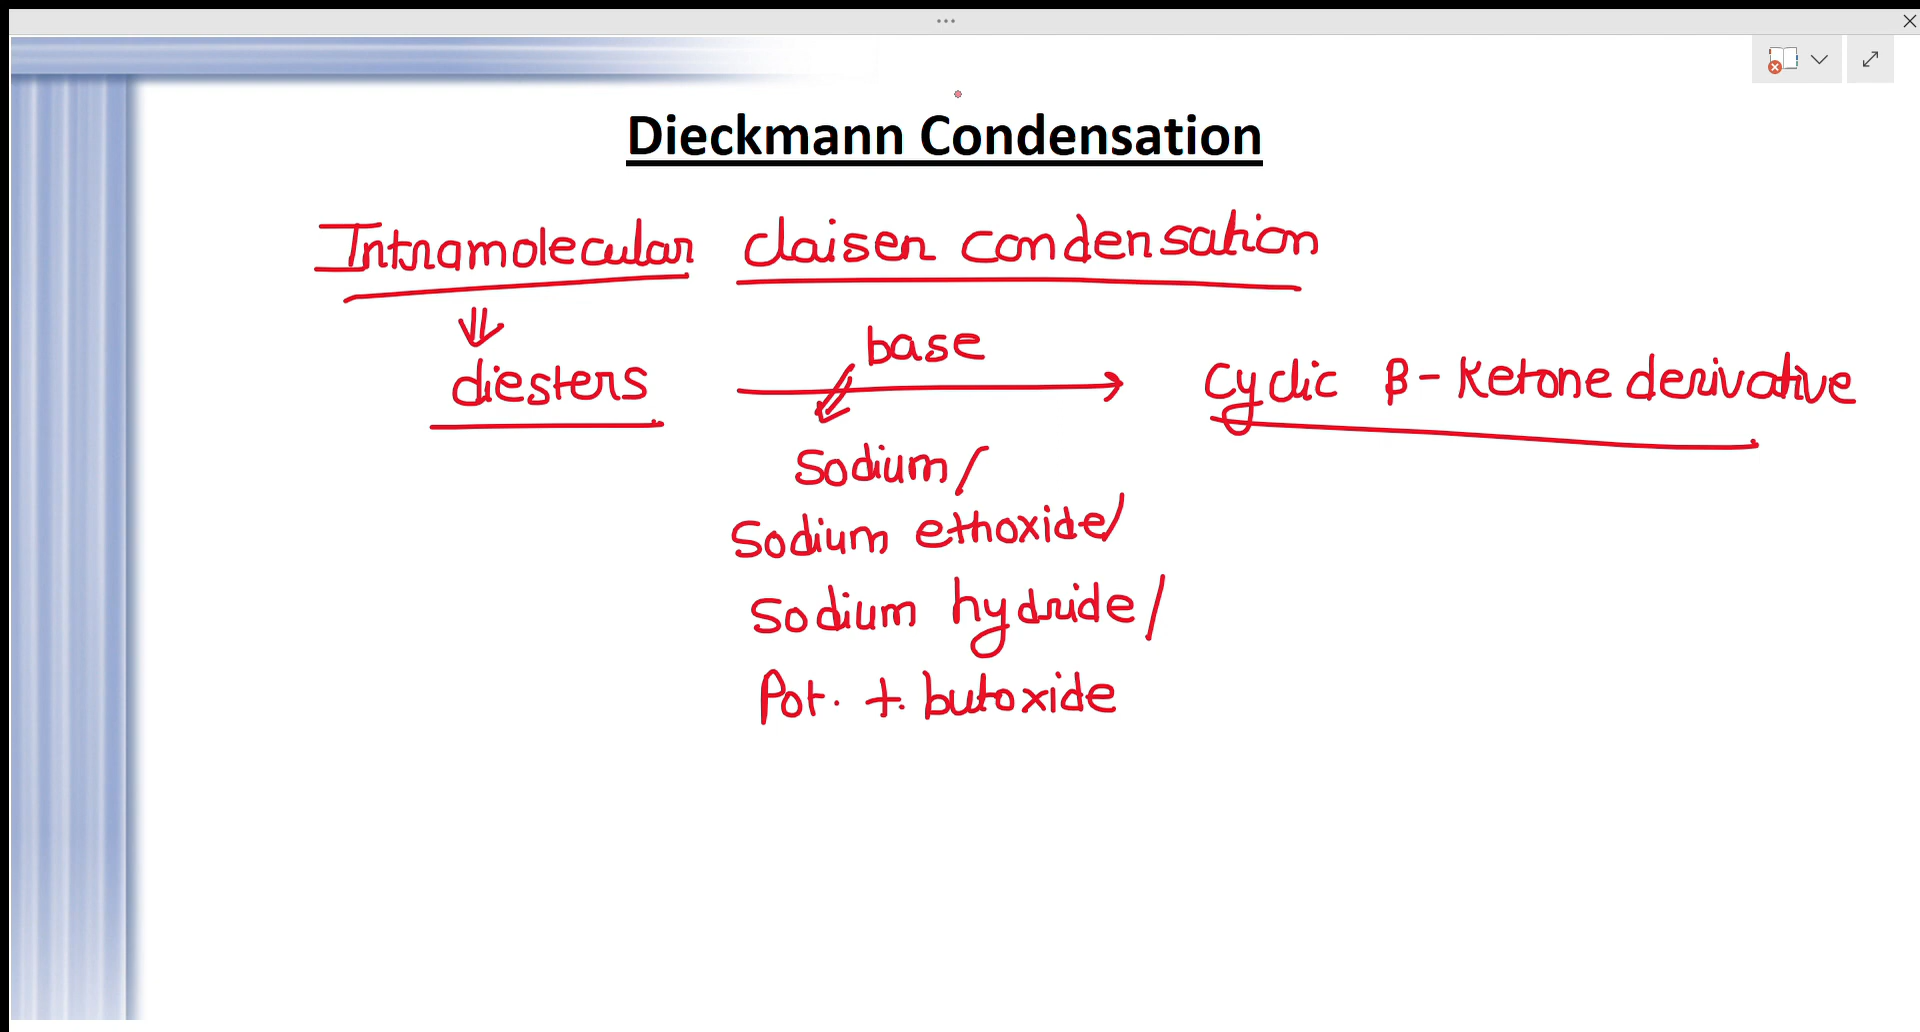 Dieckmann Condensation
Intramolecular claisen condensation
diesters base cyclic β-ketone derivative
Sodium/
Sodium ethoxide/
Sodium hydride/
Pot. t. butoxide